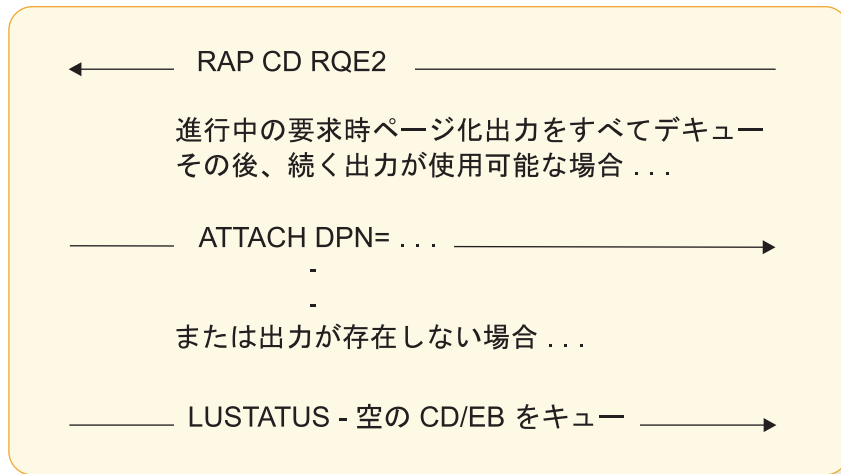 RAP CD RQE2
進行中の要求時ページ化出力をすべてデキュー
その後、続く出力が使用可能な場合 . . .
ATTACH DPN= . . .
-
-
または出力が存在しない場合 . . .
LUSTATUS - 空の CD/EB をキュー